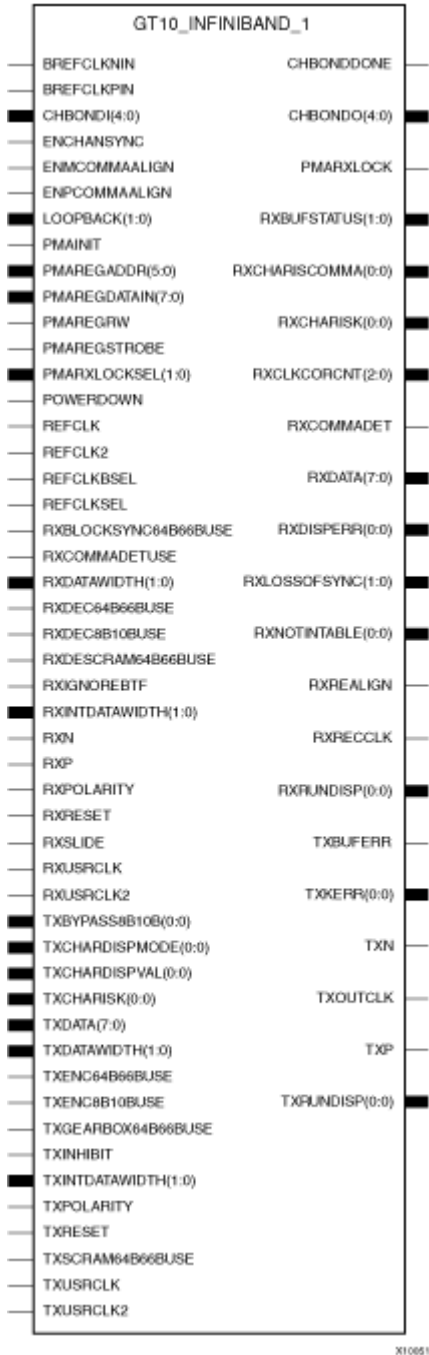 GT10_INFINIBAND_1
BREFCLKNIN CHBONDDONE
BREFCLKPIN
CHBONDI(4:0) CHBONDO(4:0)
ENCHANSYNC
ENMCOMMAALIGN PMARXLOCK
ENPCOMMAALIGN
LOOPBACK(1:0) RXBUFSTATUS(1:0)
PMAINIT
PMAREGADDR(5:0) RXCHARISCOMMA(0:0)
PMAREGDATAIN(7:0)
PMAREGRW RXCHARISK(0:0)
PMAREGSTROBE
PMARXLOCKSEL(1:0) RXCLKCORCNT(2:0)
POWERDOWN
REFCLK RXCOMMADET
REFCLK2
REFCLKBSEL RXDATA(7:0)
REFCLKSEL
RXBLOCKSYNC64B66BUSE RXDISPERR(0:0)
RXCOMMADETUSE
RXDATAWIDTH(1:0) RXLOSSOFSYNC(1:0)
RXDEC64B66BUSE
RXDEC8B10BUSE RXNOTINTABLE(0:0)
RXDESCRAM64B66BUSE
RXIGNOREBTF RXREALIGN
RXINTDATAWIDTH(1:0)
RXN RXRECCLK
RXP
RXPOLARITY RXRUNDISP(0:0)
RXRESET
RXSLIDE TXBUFERR
RXUSRCLK
RXUSRCLK2 TXKERR(0:0)
TXBYPASS8B10B(0:0)
TXCHARDISPMODE(0:0) TXN
TXCHARDISPVAL(0:0)
TXCHARISK(0:0) TXOUTCLK
TXDATA(7:0)
TXDATAWIDTH(1:0) TXP
TXENC64B66BUSE
TXENC8B10BUSE TXRUNDISP(0:0)
TXGEARBOX64B66BUSE
TXINHIBIT
TXINTDATAWIDTH(1:0)
TXPOLARITY
TXRESET
TXSCRAM64B66BUSE
TXUSRCLK
TXUSRCLK2
X10051